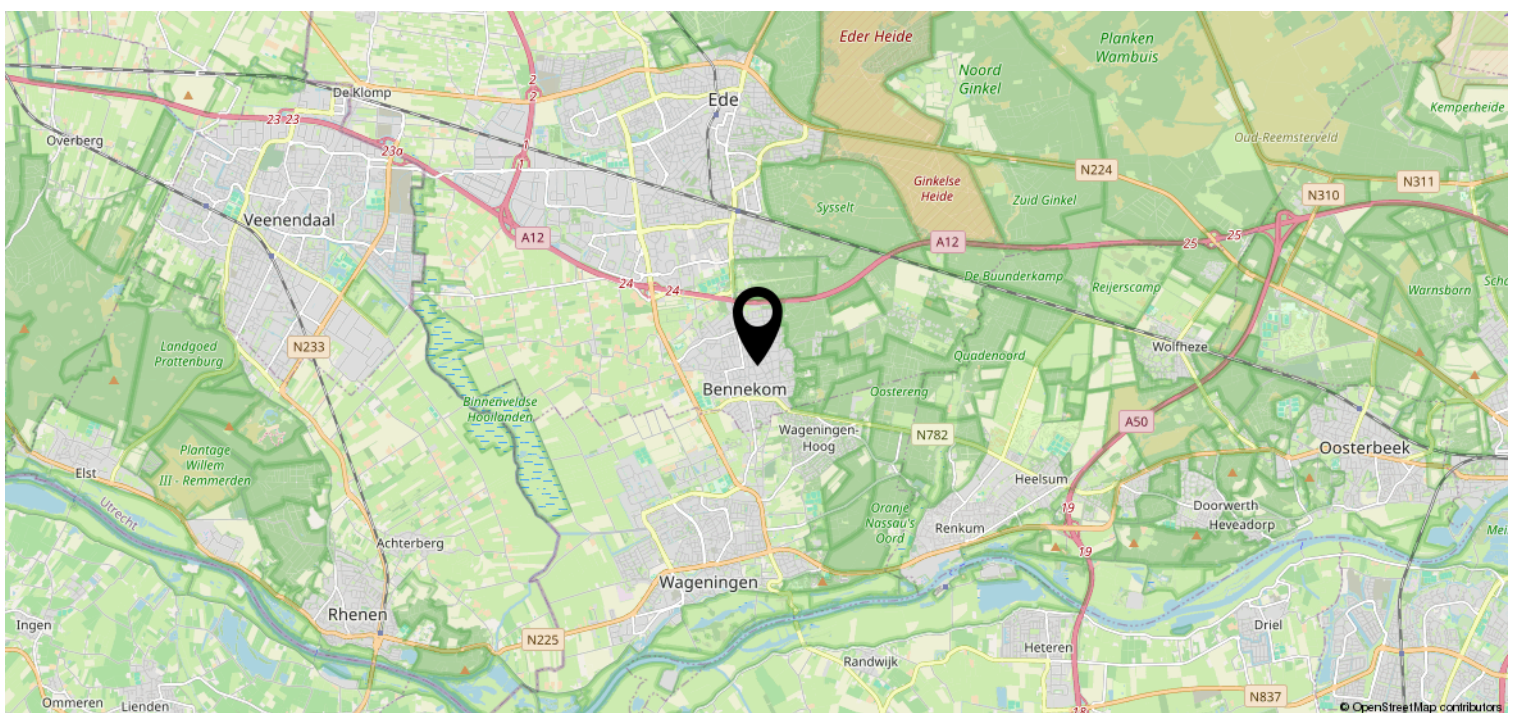 Eder Heide
Planken
Wambuis
Noord
Ginkel
2
2
De Klomp
Ede
Kemperheide
23 23
Overberg
23a
1
1
Oud-Reemsterveld
N224
N311
N310
Ginkelse
Heide
Zuid Ginkel
Sysselt
Veenendaal
A12
A12
25
25
De Buunderkamp
24
24
Reijerscamp
Warnsborn
Landgoed
Prattenburg
N233
Wolfheze
Quadenoord
Bennekom
Oostereng
Binnenveldse
Hooilanden
A50
Wageningen-
Hoog
N782
Oosterbeek
Plantage
Willem
III - Remmerden
Elst
Heelsum
Utrecht
Oranje
Nassau's
Oord
19
Doorwerth
Heveadorp
Renkum
Achterberg
19
Wageningen
Rhenen
Ingen
N225
Driel
Heteren
Randwijk
N837
Ommeren
Lienden
© OpenStreetMap contributors